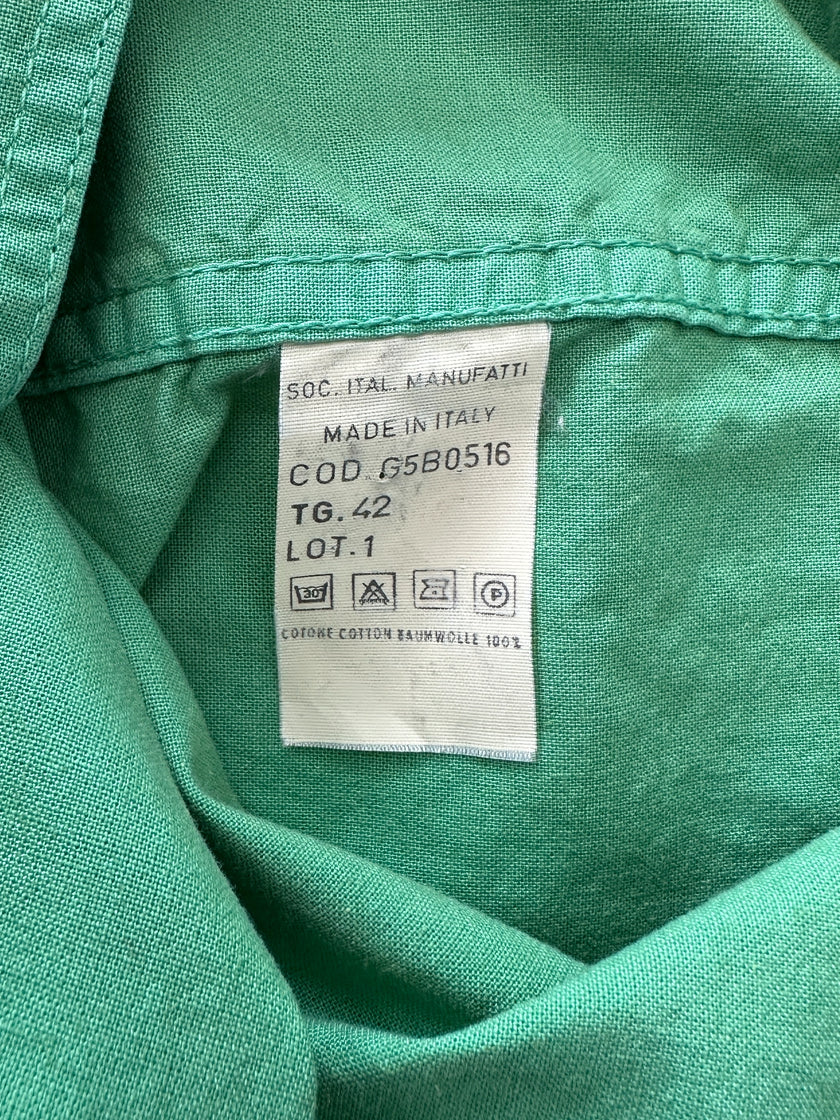 SOC. ITAL. MANUFATTI
MADE IN ITALY
COD. G5B0516
TG. 42
LOT. 1
30 P
COTONE COTTON BAUMWOLLE 100%